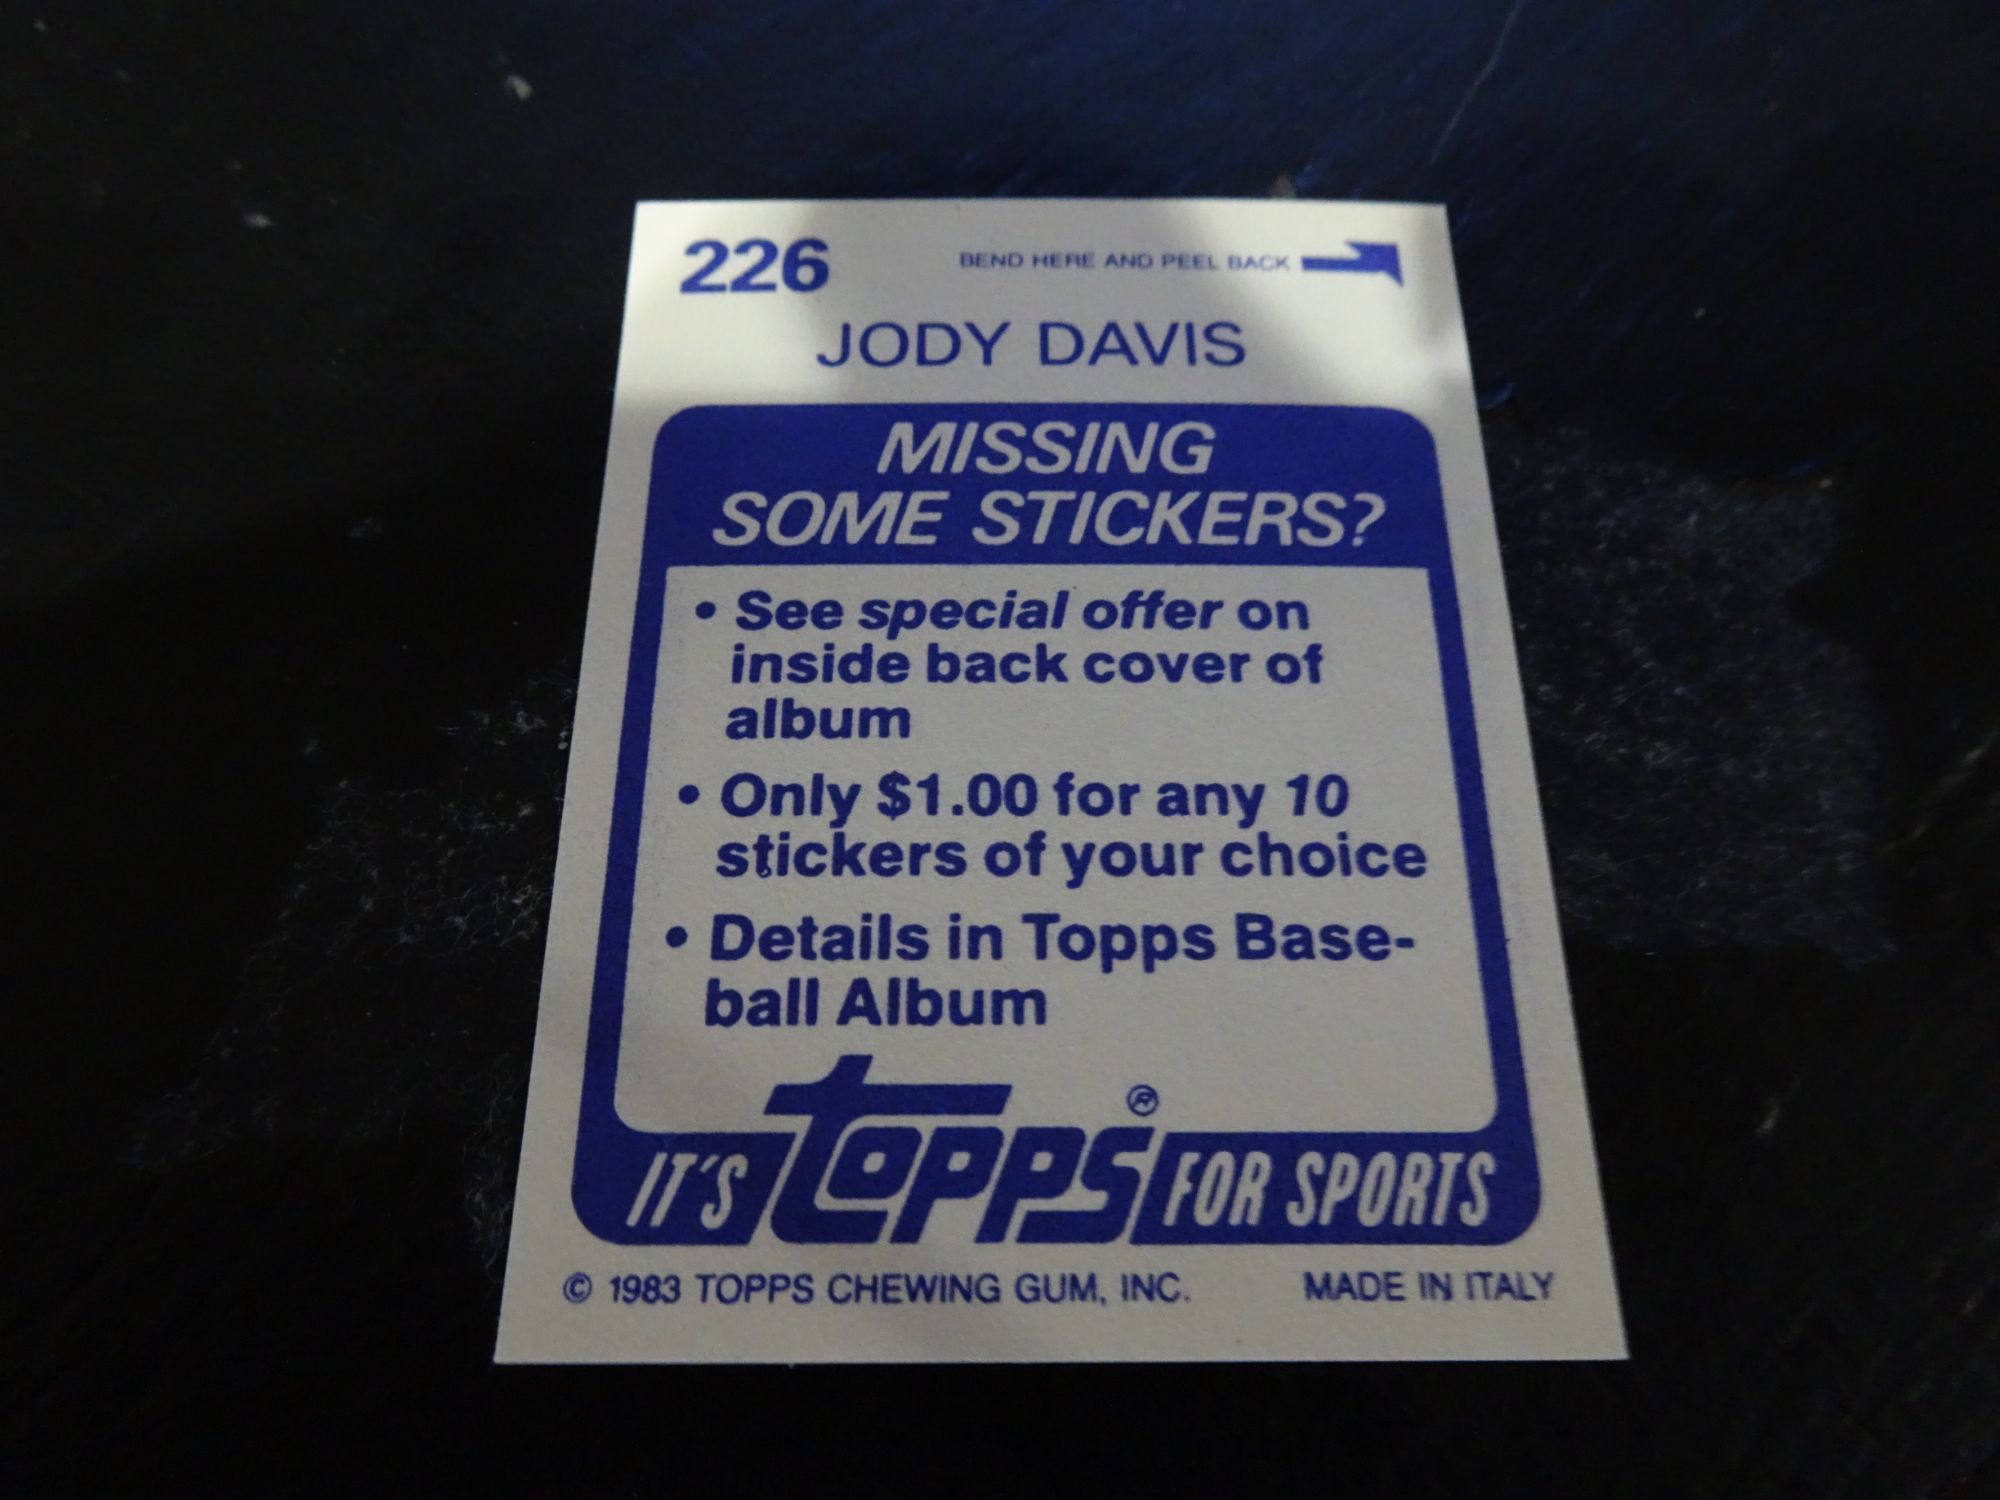 226
BEND HERE AND PEEL BACK
JODY DAVIS
MISSING
SOME STICKERS?
• See special offer on
inside back cover of
album
• Only $1.00 for any 10
stickers of your choice
• Details in Topps Base-
ball Album
IT'S topps® FOR SPORTS
© 1983 TOPPS CHEWING GUM, INC. MADE IN ITALY